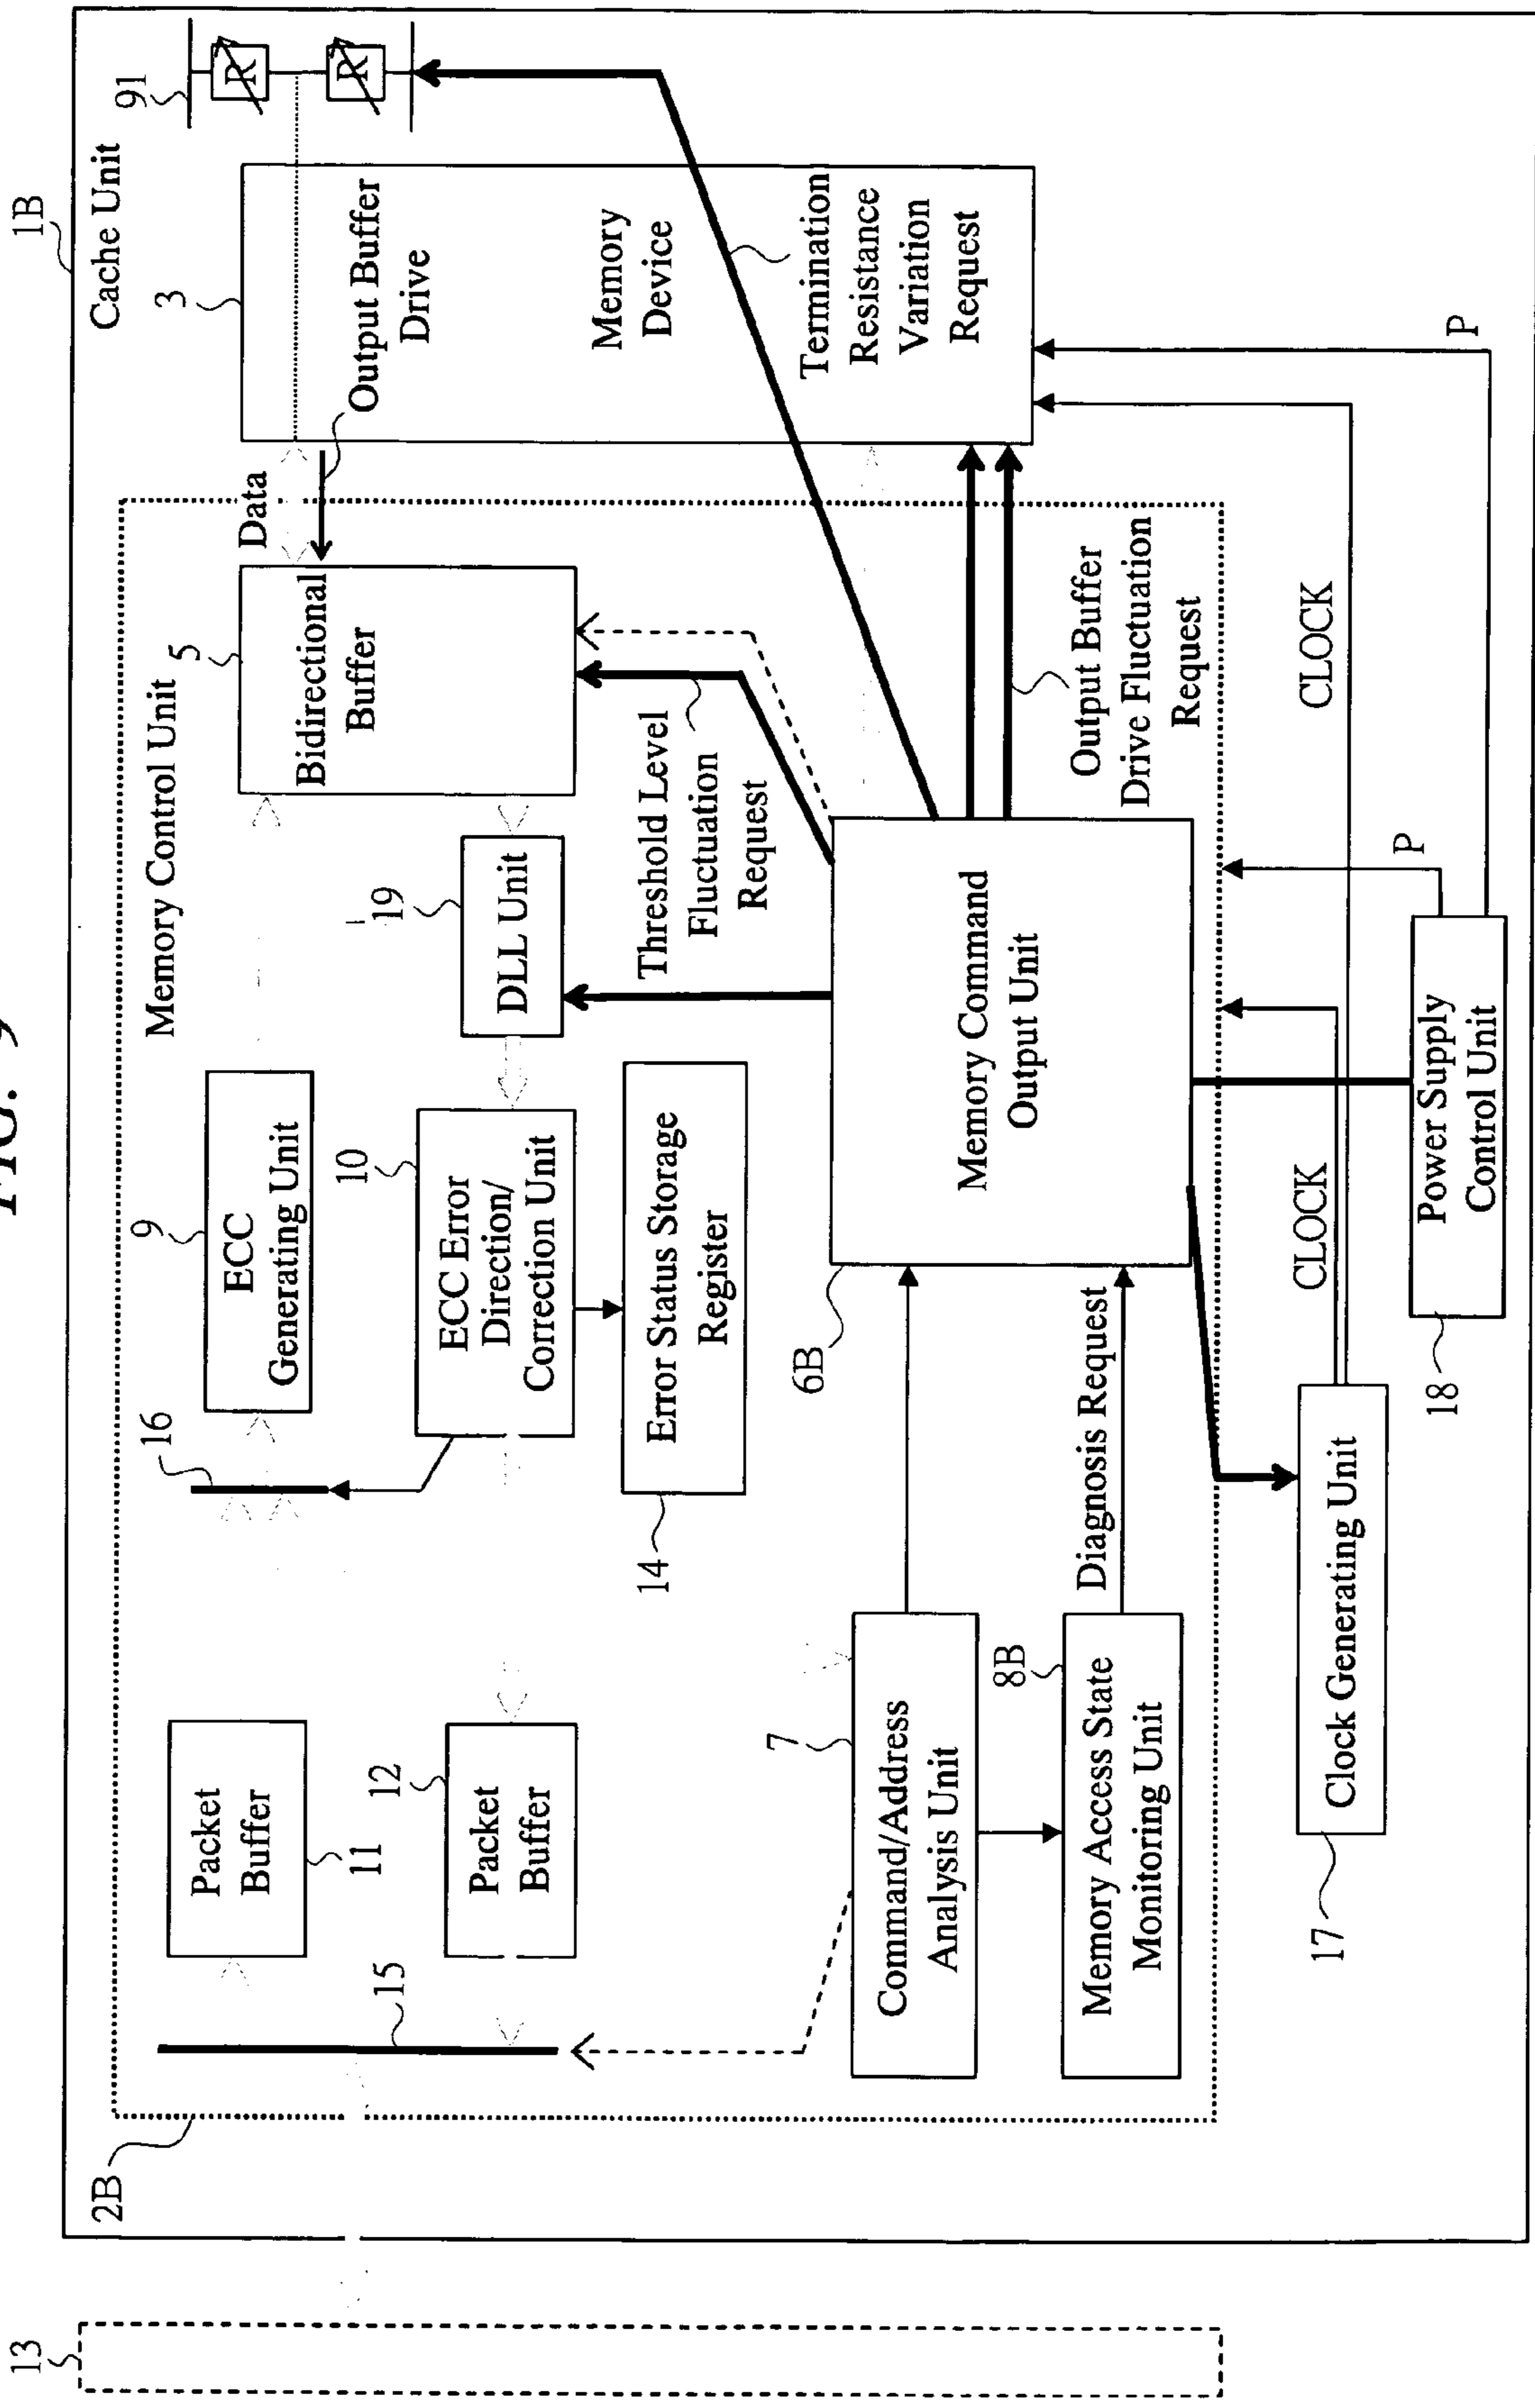 FIG. 9
1B
Cache Unit
91
R
R
3
Output Buffer
Drive
Memory
Device
Termination
Resistance
Variation
Request
P
Data
Memory Control Unit
5
Bidirectional
Buffer
19
DLL Unit
Threshold Level
Fluctuation
Request
Output Buffer
Drive Fluctuation
Request
CLOCK
P
9
ECC
Generating Unit
10
ECC Error
Direction/
Correction Unit
Error Status Storage
Register
14
16
Memory Command
Output Unit
6B
Power Supply
Control Unit
18
CLOCK
Packet
Buffer
11
12
Packet
Buffer
15
7
Command/Address
Analysis Unit
8B
Memory Access State
Monitoring Unit
Diagnosis Request
Clock Generating Unit
17
2B
13